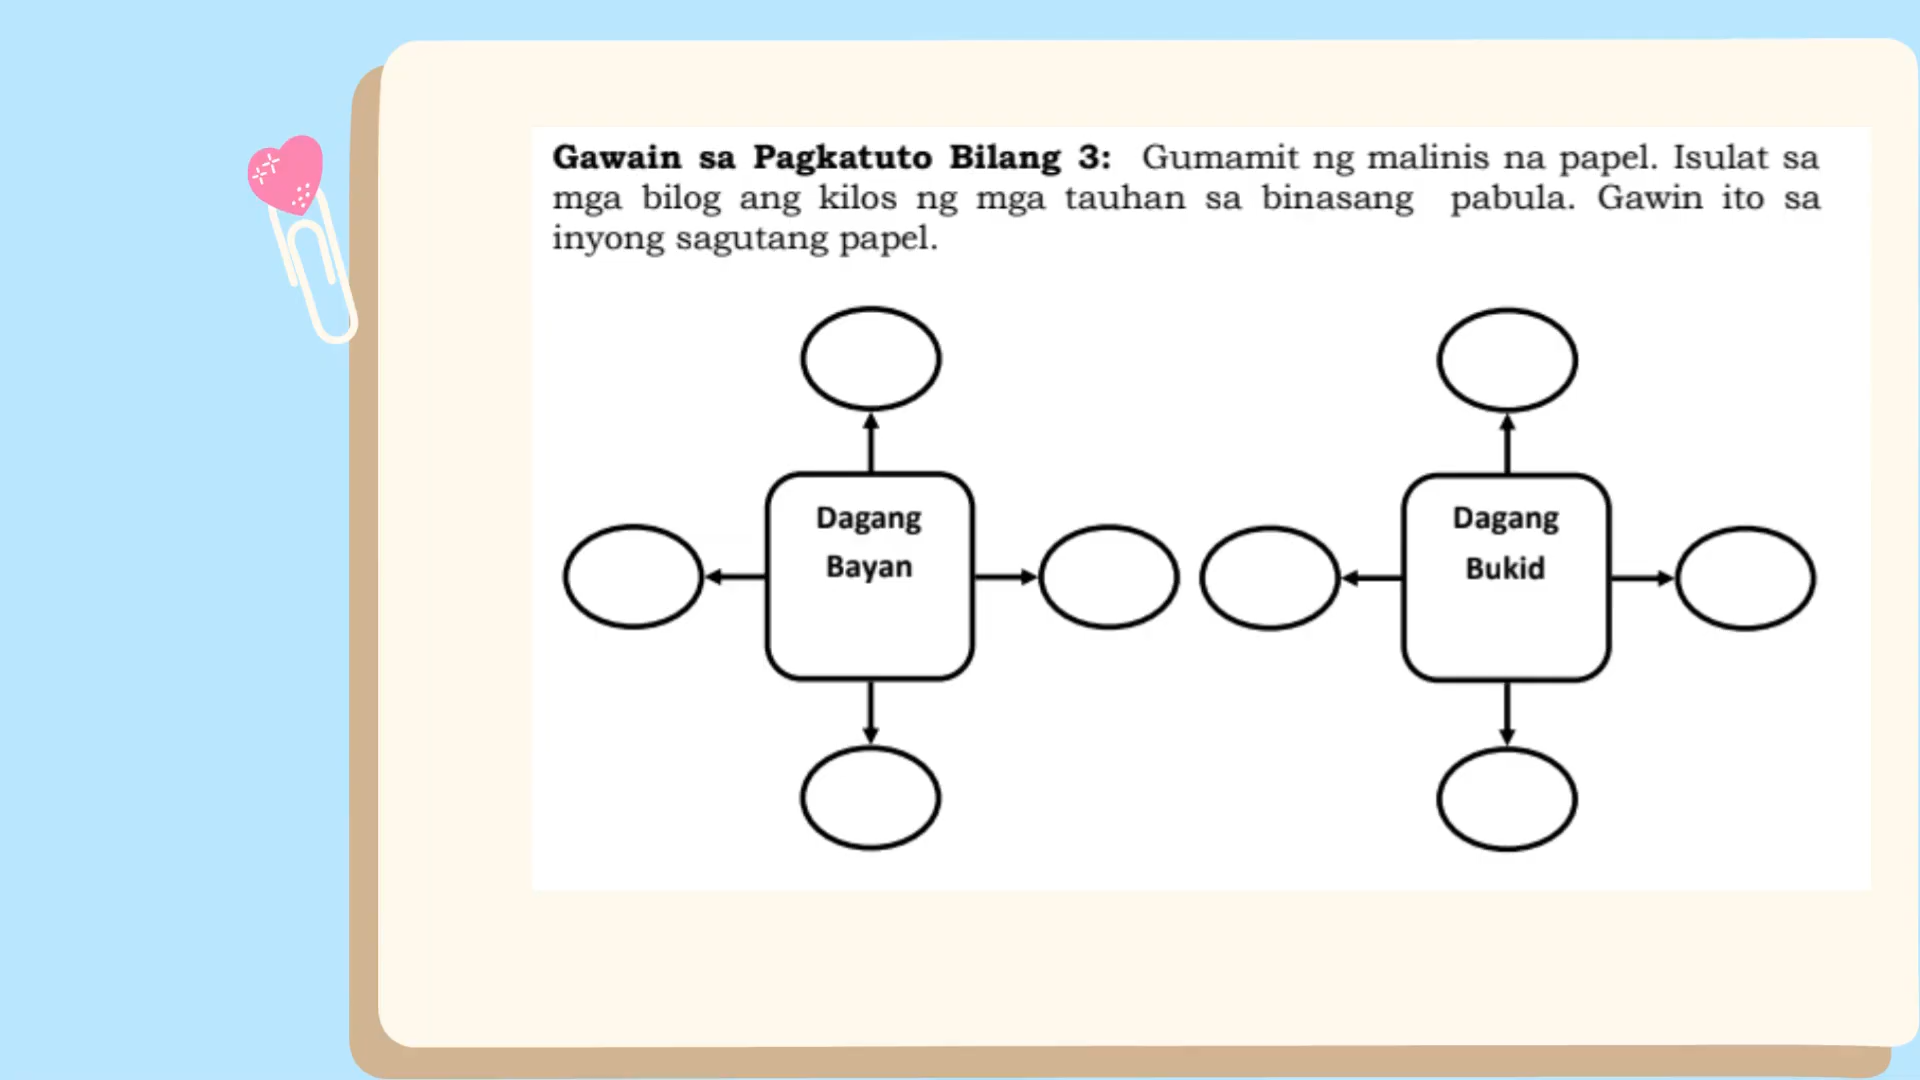 Gawain sa Pagkatuto Bilang 3: Gumamit ng malinis na papel. Isulat sa
mga bilog ang kilos ng mga tauhan sa binasang pabula. Gawin ito sa
inyong sagutang papel.
Dagang
Bayan
Dagang
Bukid